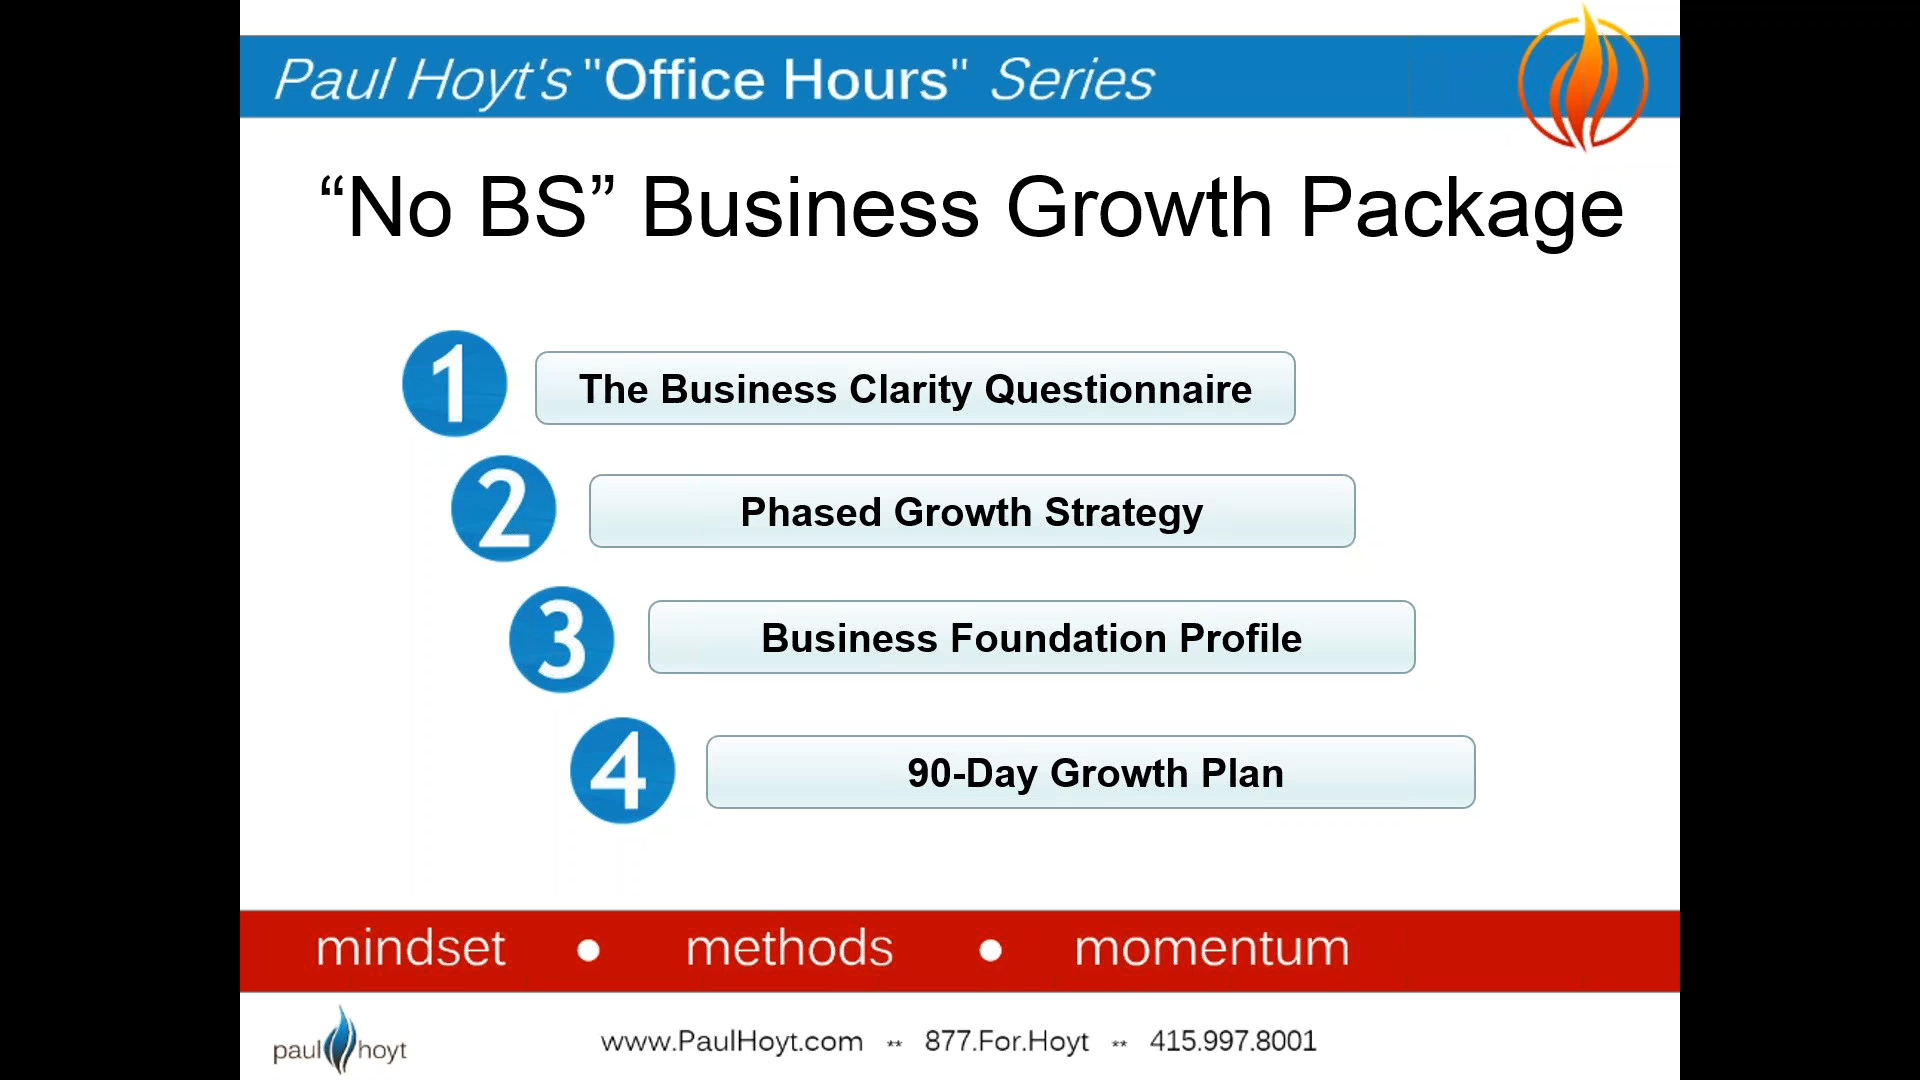 Paul Hoyt's "Office Hours" Series
“No BS” Business Growth Package
1 The Business Clarity Questionnaire
2 Phased Growth Strategy
3 Business Foundation Profile
4 90-Day Growth Plan
mindset • methods • momentum
paul hoyt www.PaulHoyt.com ** 877.For.Hoyt ** 415.997.8001